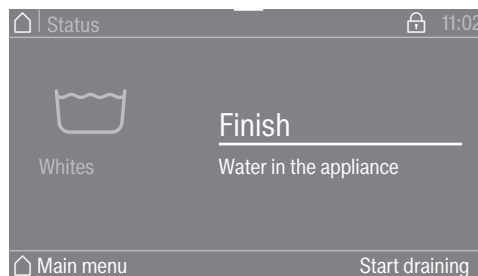 Status 11:02
Finish
Whites Water in the appliance
Main menu Start draining